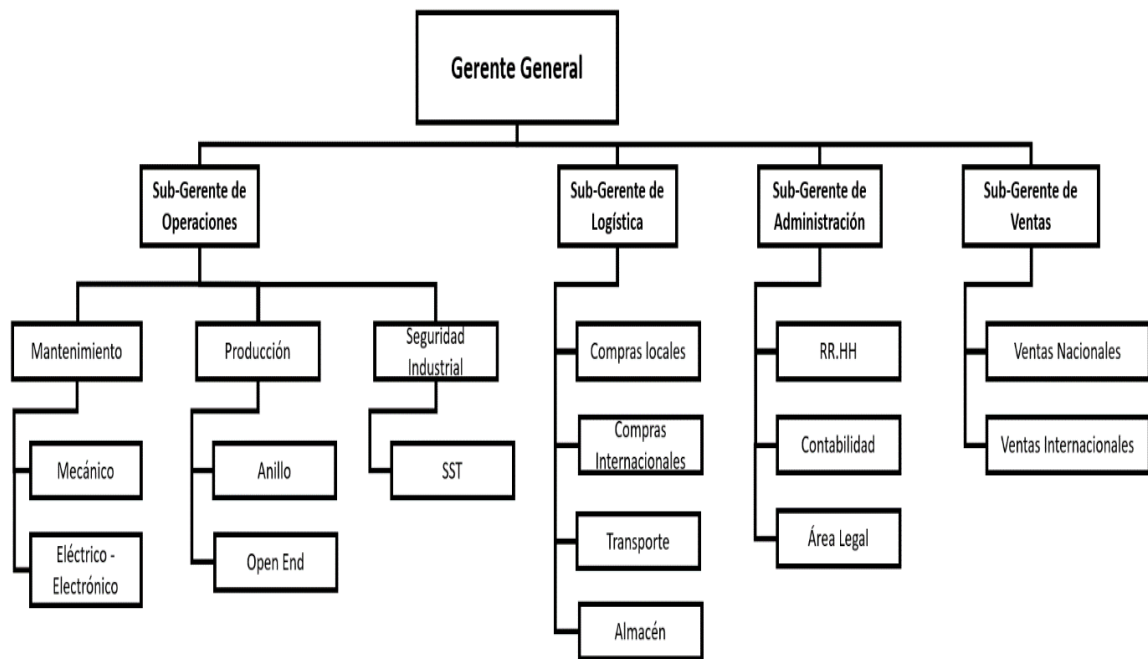 Gerente General
Sub-Gerente de
Operaciones
Sub-Gerente de
Logística
Sub-Gerente de
Administración
Sub-Gerente de
Ventas
Mantenimiento
Producción
Seguridad
Industrial
Compras locales
RR.HH
Ventas Nacionales
Mecánico
Anillo
SST
Compras
Internacionales
Contabilidad
Ventas Internacionales
Eléctrico -
Electrónico
Open End
Transporte
Área Legal
Almacén